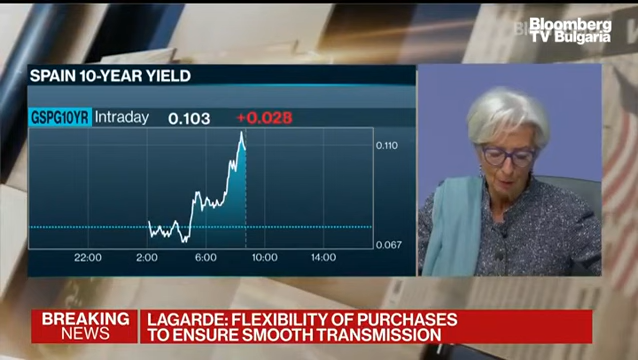 Bloomberg
TV Bulgaria
SPAIN 10-YEAR YIELD
GSPG10YR Intraday 0.103 +0.028
0.110
0.067
22:00 2:00 6:00 10:00 14:00
BREAKING
NEWS
LAGARDE: FLEXIBILITY OF PURCHASES
TO ENSURE SMOOTH TRANSMISSION